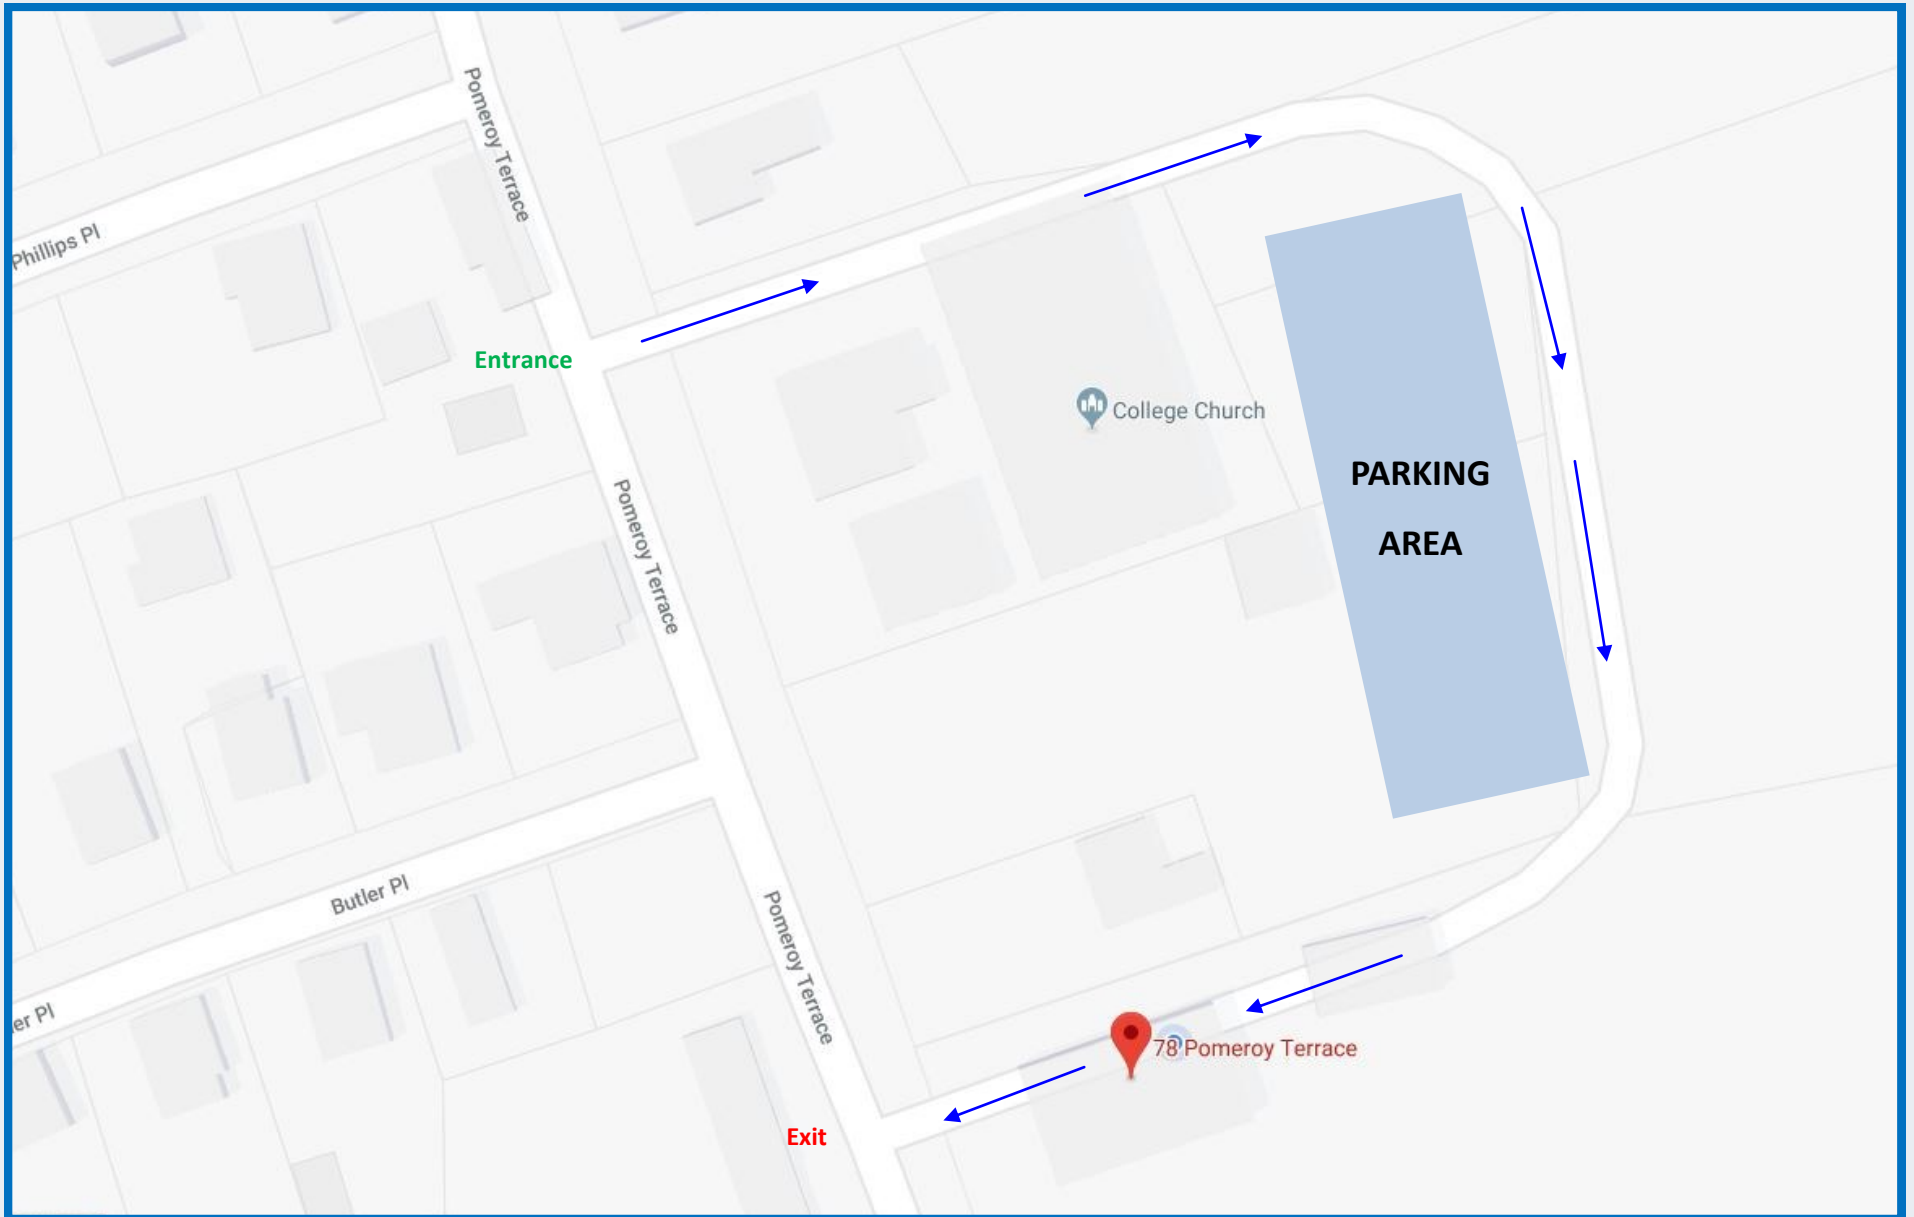 Pomeroy Terrace
Phillips Pl
Entrance
College Church
PARKING
AREA
Pomeroy Terrace
Butler Pl
Pomeroy Terrace
er Pl
78 Pomeroy Terrace
Exit